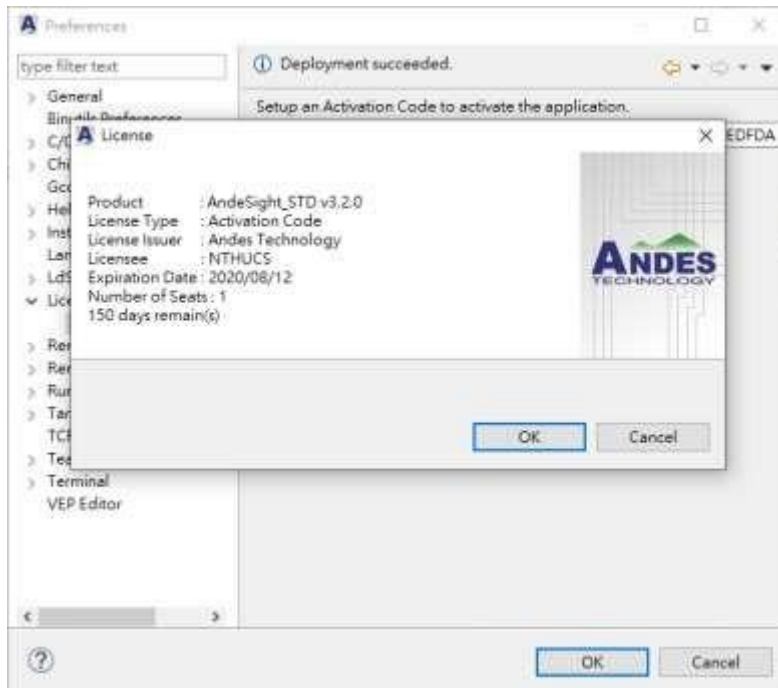 Preferences
type filter text
Deployment succeeded.
General
Setup an Activation Code to activate the application.
License
EDFDA
Product : AndeSight_STD v3.2.0
License Type : Activation Code
License Issuer : Andes Technology
Licensee : NTHUCS
Expiration Date : 2020/08/12
Number of Seats : 1
150 days remain(s)
ANDES
TECHNOLOGY
OK Cancel
Terminal
VEP Editor
OK Cancel